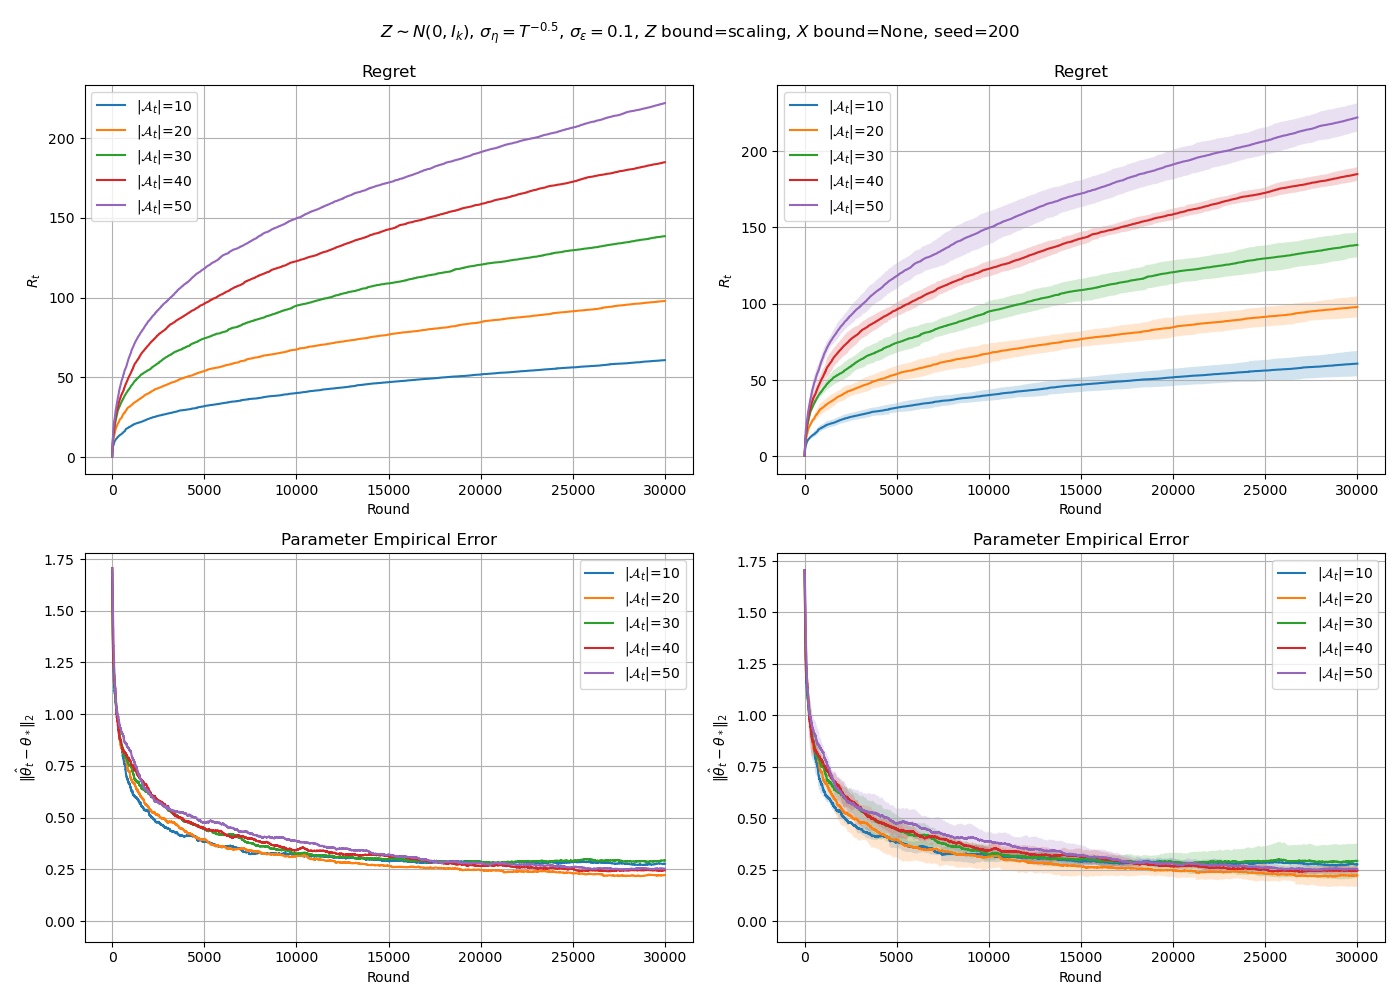 Z ∼ N(0, I_k), σ_η = T^{−0.5}, σ_ε = 0.1, Z bound=scaling, X bound=None, seed=200
Regret
|𝒜_t|=10
|𝒜_t|=20
|𝒜_t|=30
|𝒜_t|=40
|𝒜_t|=50
200
150
100
50
0
R_t
0 5000 10000 15000 20000 25000 30000
Round
Regret
|𝒜_t|=10
|𝒜_t|=20
|𝒜_t|=30
|𝒜_t|=40
|𝒜_t|=50
200
150
100
50
0
R_t
0 5000 10000 15000 20000 25000 30000
Round
Parameter Empirical Error
|𝒜_t|=10
|𝒜_t|=20
|𝒜_t|=30
|𝒜_t|=40
|𝒜_t|=50
1.75
1.50
1.25
1.00
0.75
0.50
0.25
0.00
‖θ̂_t − θ_*‖_2
0 5000 10000 15000 20000 25000 30000
Round
Parameter Empirical Error
|𝒜_t|=10
|𝒜_t|=20
|𝒜_t|=30
|𝒜_t|=40
|𝒜_t|=50
1.75
1.50
1.25
1.00
0.75
0.50
0.25
0.00
‖θ̂_t − θ_*‖_2
0 5000 10000 15000 20000 25000 30000
Round